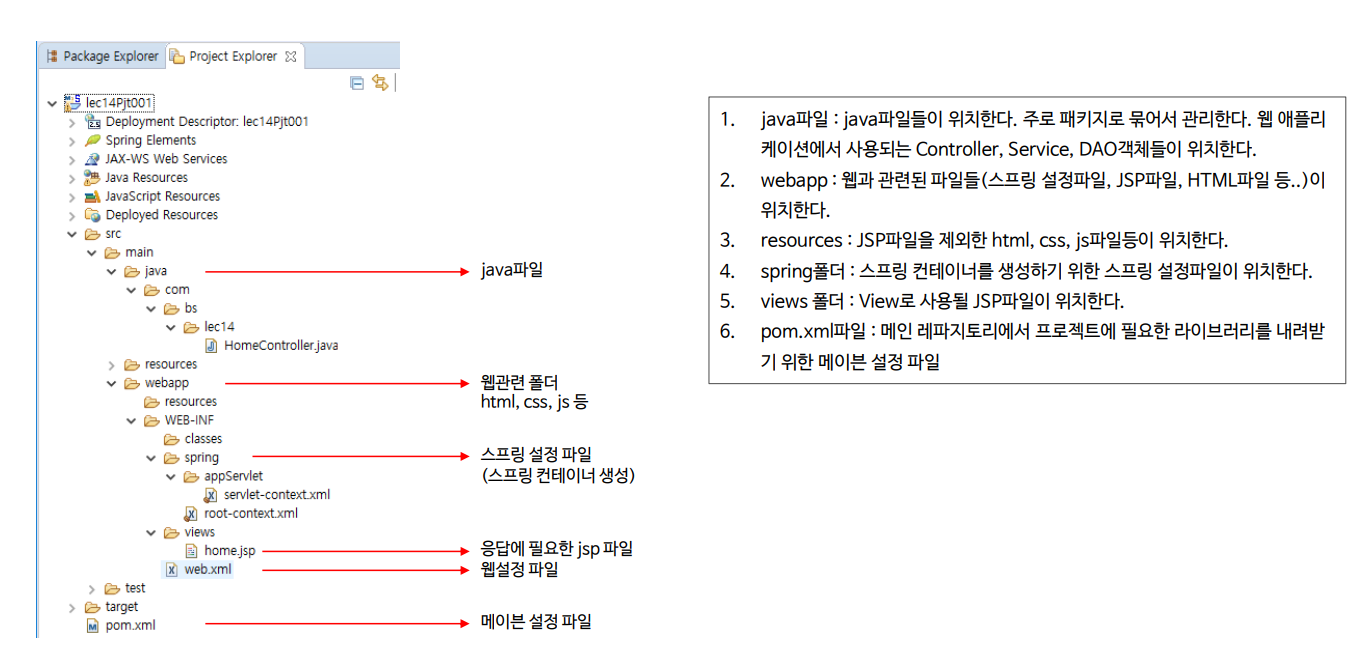 Package Explorer
Project Explorer
lec14Pjt001
Deployment Descriptor: lec14Pjt001
Spring Elements
JAX-WS Web Services
Java Resources
JavaScript Resources
Deployed Resources
src
main
java
com
bs
lec14
HomeController.java
resources
webapp
resources
WEB-INF
classes
spring
appServlet
servlet-context.xml
root-context.xml
views
home.jsp
web.xml
test
target
pom.xml
java파일
웹관련 폴더
html, css, js 등
스프링 설정 파일
(스프링 컨테이너 생성)
응답에 필요한 jsp 파일
웹설정 파일
메이븐 설정 파일
1. java파일 : java파일들이 위치한다. 주로 패키지로 묶어서 관리한다. 웹 애플리
케이션에서 사용되는 Controller, Service, DAO객체들이 위치한다.
2. webapp : 웹과 관련된 파일들(스프링 설정파일, JSP파일, HTML파일 등..)이
위치한다.
3. resources : JSP파일을 제외한 html, css, js파일등이 위치한다.
4. spring폴더 : 스프링 컨테이너를 생성하기 위한 스프링 설정파일이 위치한다.
5. views 폴더 : View로 사용될 JSP파일이 위치한다.
6. pom.xml파일 : 메인 레파지토리에서 프로젝트에 필요한 라이브러리를 내려받
기 위한 메이븐 설정 파일